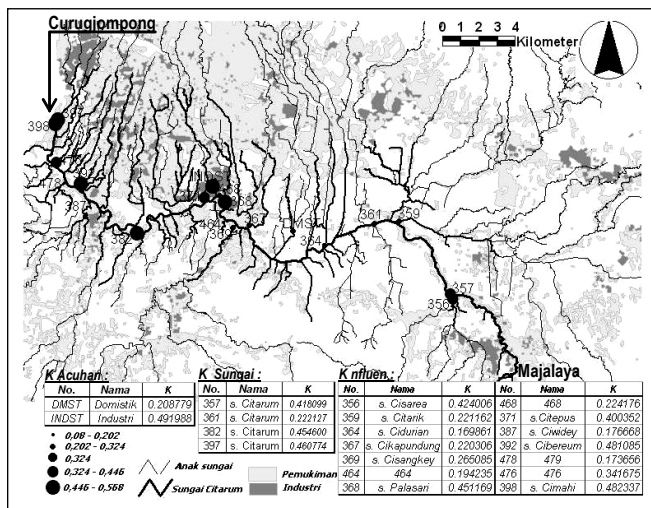 Curugjompong
0 1 2 3 4
Kilometer
398
INDST
DMST
387
364
361
359
357
356
Majalaya
K Acuhan :
No. Nama K
DMST Domistik 0.208779
INDST Industri 0.491988
0,08 - 0,202
0,202 - 0,324
0,324
0,324 - 0,446
0,446 - 0,568
K Sungai :
No. Nama K
357 s. Citarum 0.418099
361 s. Citarum 0.222127
382 s. Citarum 0.454600
397 s. Citarum 0.460774
Anak sungai
Sungai Citarum
Pemukiman
Industri
K nfluen :
No. Nama K No. Nama K
356 s. Cisarea 0.424006 468 468 0.224176
359 s. Citarik 0.221162 371 s.Citepus 0.400352
364 s. Cidurian 0.169861 387 s. Ciwidey 0.176668
367 s. Cikapundung 0.220306 392 s. Cibereum 0.481085
369 s. Cisangkey 0.265085 478 479 0.173656
464 464 0.194235 476 476 0.341675
368 s. Palasari 0.451169 398 s. Cimahi 0.482337